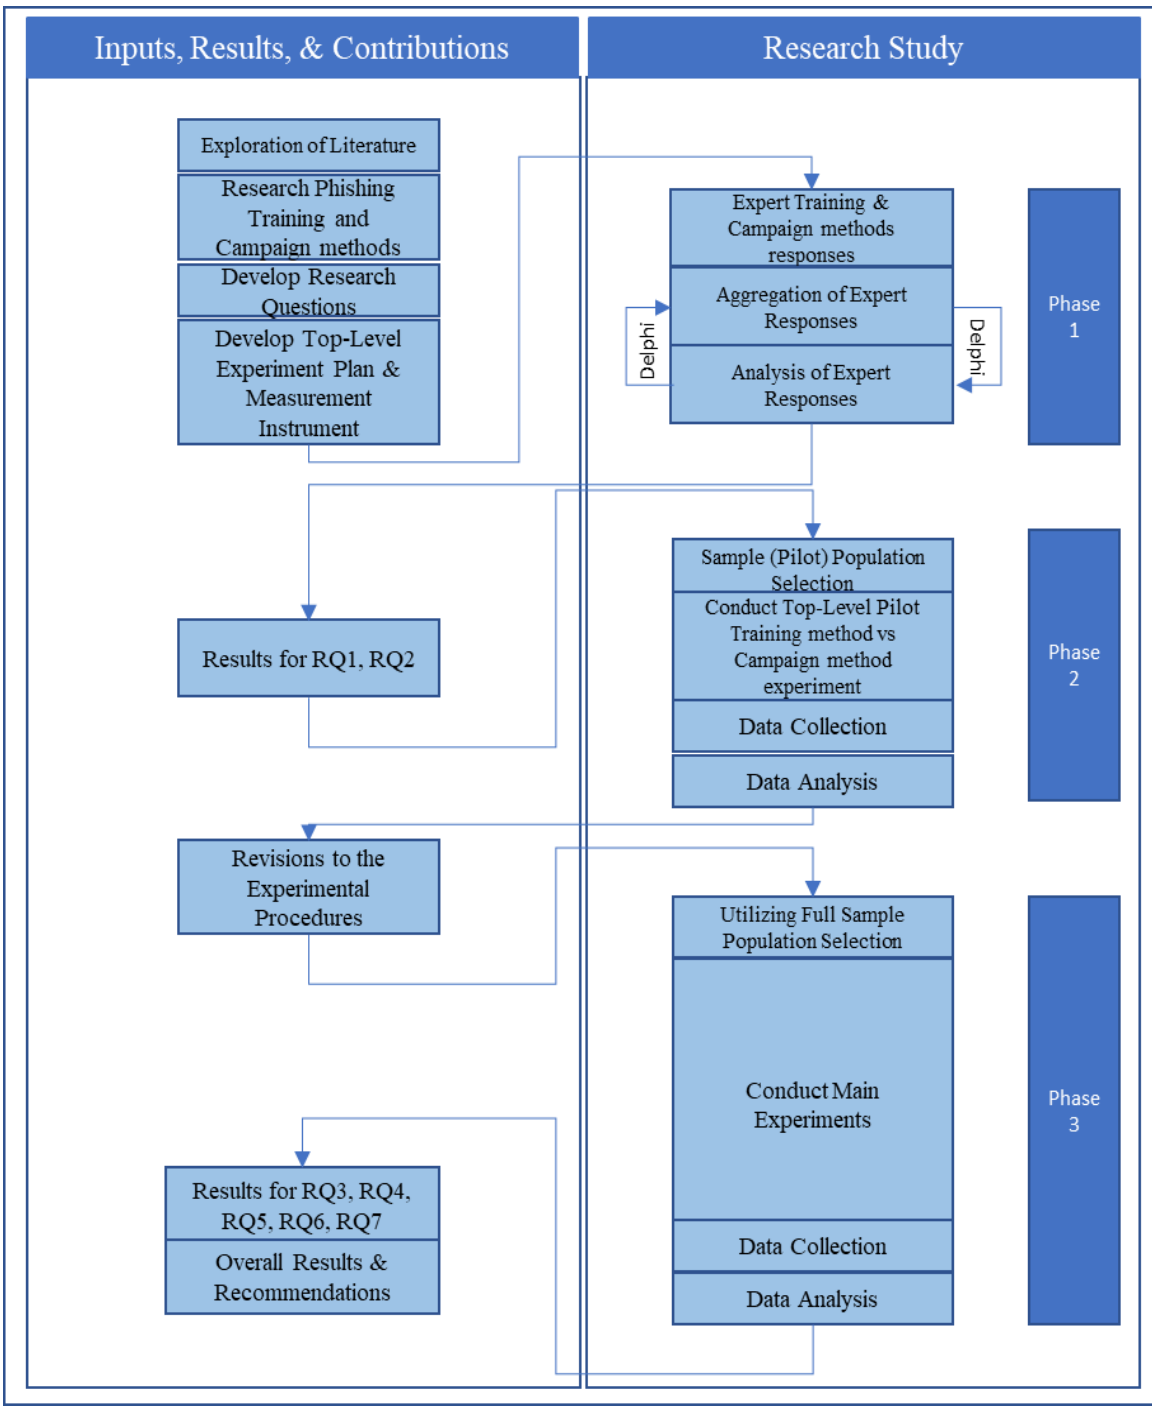 Inputs, Results, & Contributions
Research Study
Exploration of Literature
Research Phishing
Training and
Campaign methods
Develop Research
Questions
Develop Top-Level
Experiment Plan &
Measurement
Instrument
Expert Training &
Campaign methods
responses
Aggregation of Expert
Responses
Analysis of Expert
Responses
Delphi
Delphi
Phase
1
Results for RQ1, RQ2
Sample (Pilot) Population
Selection
Conduct Top-Level Pilot
Training method vs
Campaign method
experiment
Data Collection
Data Analysis
Phase
2
Revisions to the
Experimental
Procedures
Utilizing Full Sample
Population Selection
Conduct Main
Experiments
Data Collection
Data Analysis
Phase
3
Results for RQ3, RQ4,
RQ5, RQ6, RQ7
Overall Results &
Recommendations